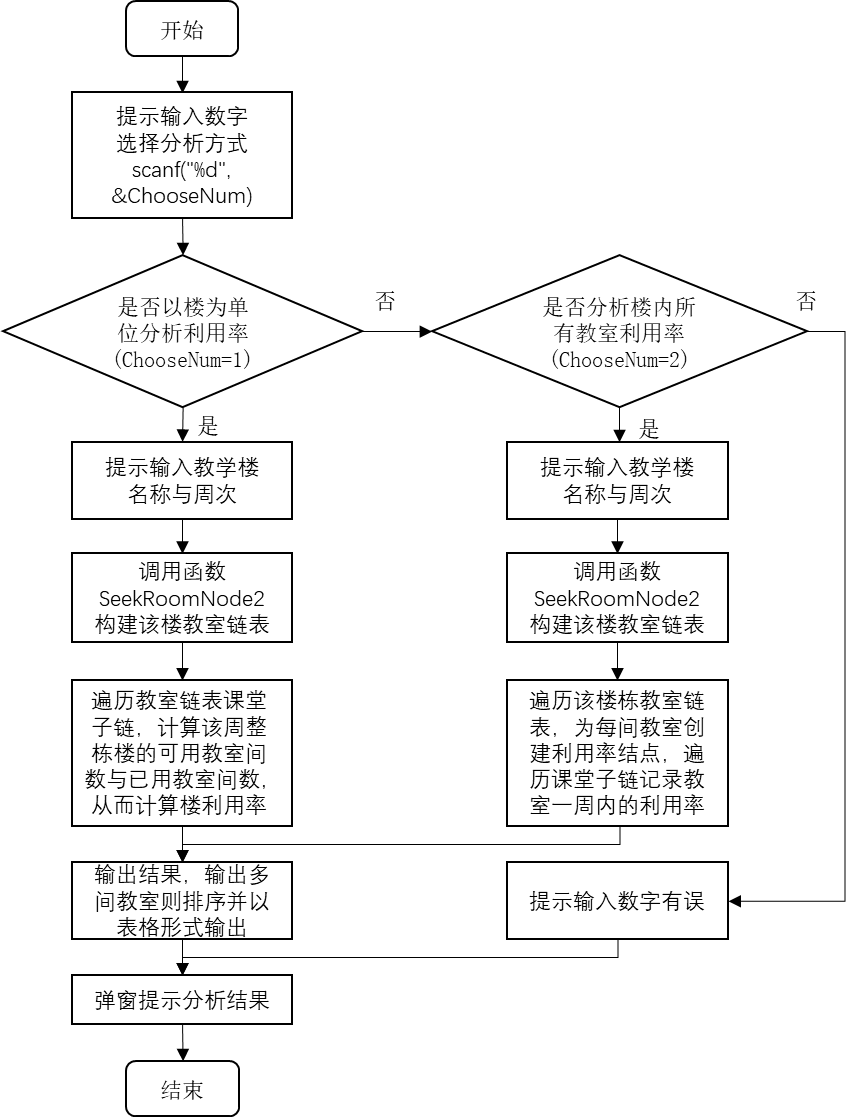 开始
提示输入数字
选择分析方式
scanf("%d",
&ChooseNum)
是否以楼为单
位分析利用率
(ChooseNum=1)
否
是否分析楼内所
有教室利用率
(ChooseNum=2)
否
是
提示输入教学楼
名称与周次
调用函数
SeekRoomNode2
构建该楼教室链表
遍历教室链表课堂
子链，计算该周整
栋楼的可用教室间
数与已用教室间数，
从而计算楼利用率
是
提示输入教学楼
名称与周次
调用函数
SeekRoomNode2
构建该楼教室链表
遍历该楼栋教室链
表，为每间教室创
建利用率结点，遍
历课堂子链记录教
室一周内的利用率
输出结果，输出多
间教室则排序并以
表格形式输出
提示输入数字有误
弹窗提示分析结果
结束